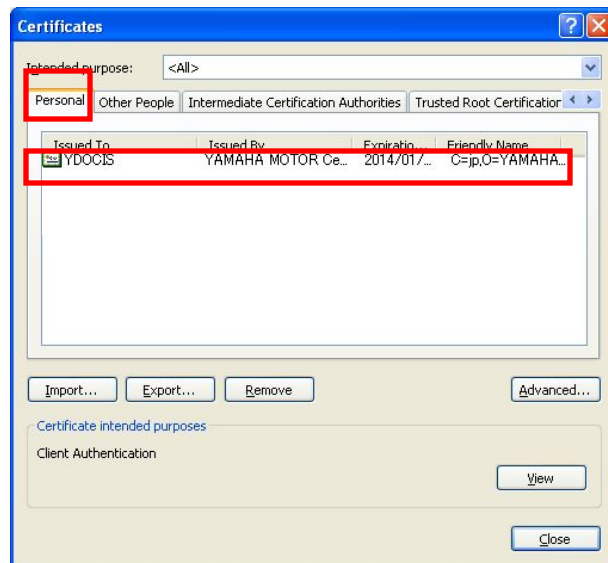 Certificates
Intended purpose: <All>
Personal Other People Intermediate Certification Authorities Trusted Root Certification
Issued To Issued By Expiratio... Friendly Name
YDOCIS YAMAHA MOTOR Ce... 2014/01/... C=jp,O=YAMAHA...
Import... Export... Remove Advanced...
Certificate intended purposes
Client Authentication
View
Close